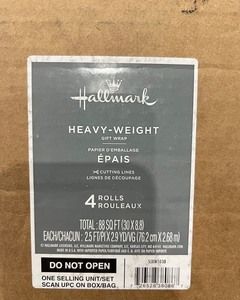 Hallmark
HEAVY-WEIGHT
GIFT WRAP
PAPIER D'EMBALLAGE
ÉPAIS
CUTTING LINES
LIGNES DE DÉCOUPAGE
4 ROLLS
ROULEAUX
TOTAL: 88 SQ FT (30 X 8.8)
EACH/CHACUN: 2.5 FT/PI X 2.9 YD/VG (76.2 cm X 2.68 m)
DO NOT OPEN
ONE SELLING UNIT/SET
SCAN UPC ON BOX/BAG.